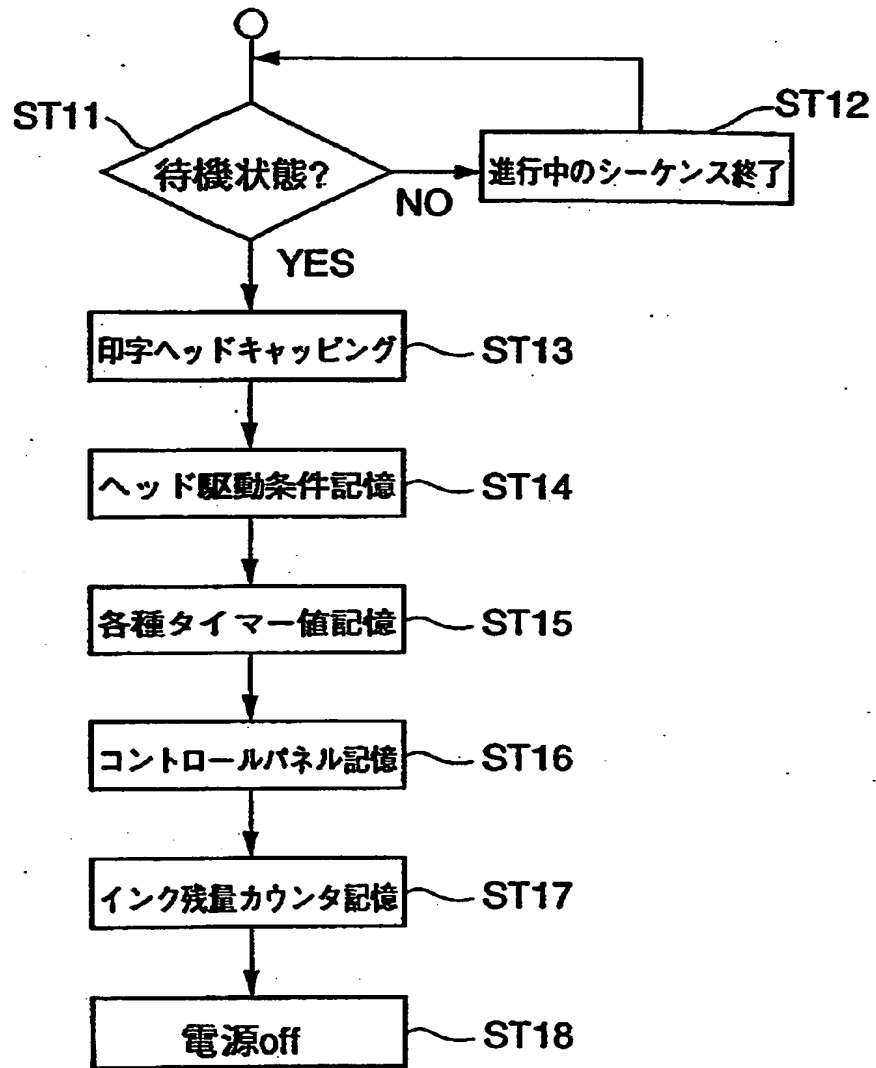 ST11
待機状態?
NO
ST12
進行中のシーケンス終了
YES
印字ヘッドキャッピング
ST13
ヘッド駆動条件記憶
ST14
各種タイマー値記憶
ST15
コントロールパネル記憶
ST16
インク残量カウンタ記憶
ST17
電源off
ST18